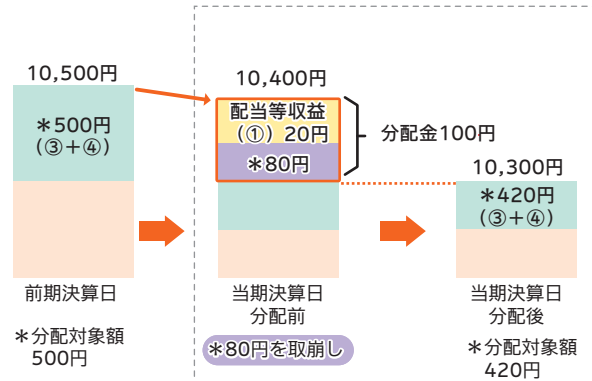 10,500円
*500円
(③+④)
前期決算日
*分配対象額
500円
10,400円
配当等収益
(①) 20円
*80円
分配金100円
当期決算日
分配前
*80円を取崩し
10,300円
*420円
(③+④)
当期決算日
分配後
*分配対象額
420円